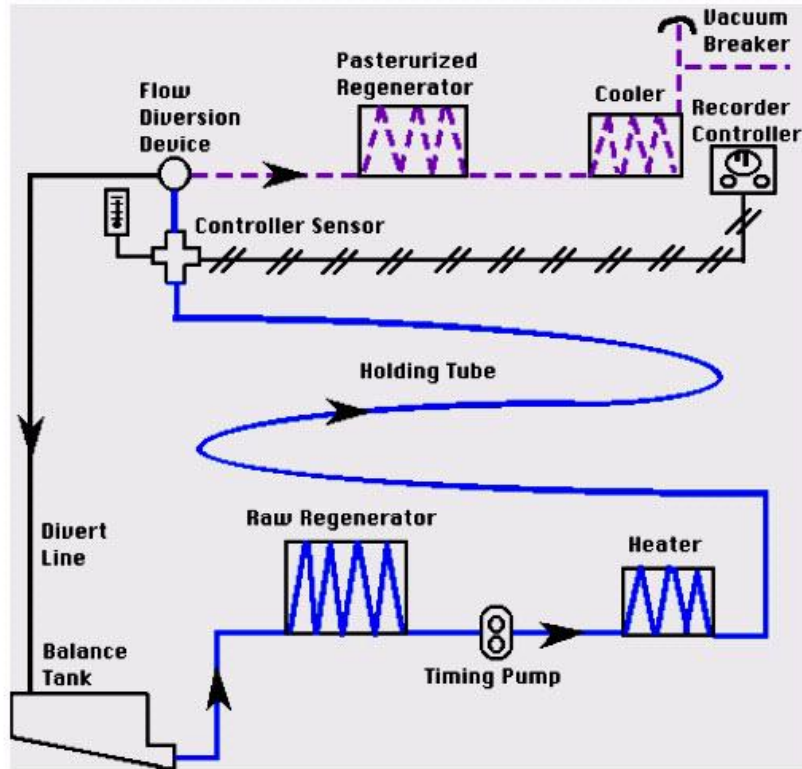 Vacuum
Breaker
Pasterurized
Regenerator
Flow
Diversion
Device
Cooler
Recorder
Controller
Controller Sensor
Holding Tube
Raw Regenerator
Divert
Line
Heater
Balance
Tank
Timing Pump